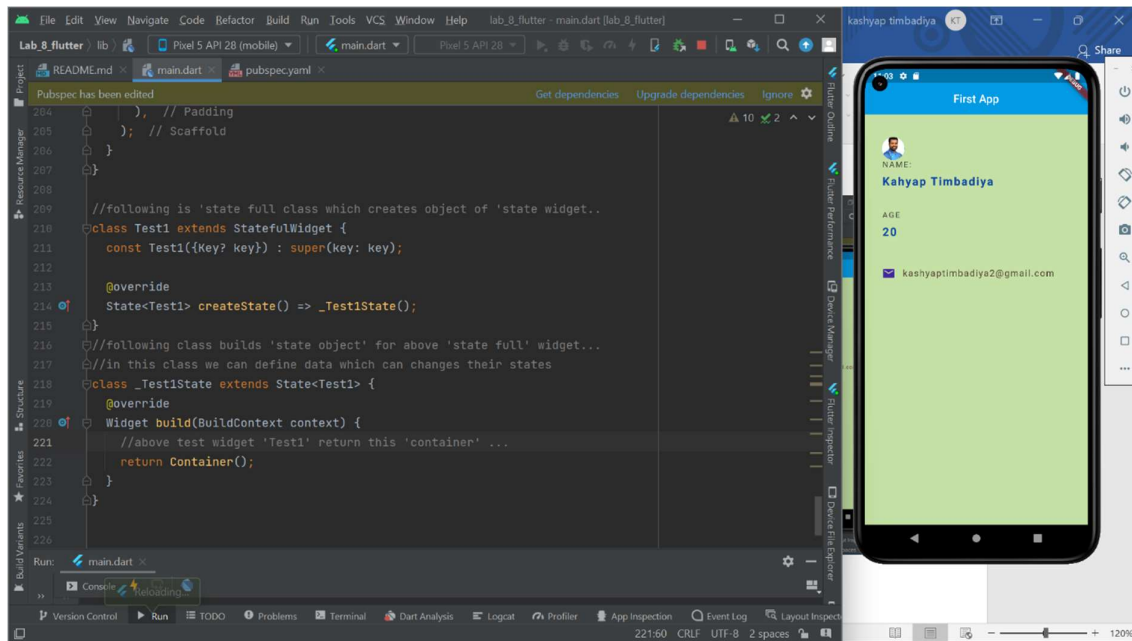 File Edit View Navigate Code Refactor Build Run Tools VCS Window Help lab_8_flutter - main.dart [lab_8_flutter]
Lab_8_flutter lib Pixel 5 API 28 (mobile) main.dart Pixel 5 API 28
README.md main.dart pubspec.yaml
Pubspec has been edited Get dependencies Upgrade dependencies Ignore
10 2
204 ), // Padding
205 ); // Scaffold
206 }
207 }
208
209 //following is 'state full class which creates object of 'state widget..
210 class Test1 extends StatefulWidget {
211 const Test1({Key? key}) : super(key: key);
212
213 @override
214 State<Test1> createState() => _Test1State();
215 }
216 //following class builds 'state object' for above 'state full' widget...
217 //in this class we can define data which can changes their states
218 class _Test1State extends State<Test1> {
219 @override
220 Widget build(BuildContext context) {
221 //above test widget 'Test1' return this 'container' ...
222 return Container();
223 }
224 }
225
226
Project
Resource Manager
Structure
Favorites
Build Variants
Flutter Outline
Flutter Performance
Device Manager
Flutter Inspector
Device File Explorer
Run: main.dart
Console
Reloading...
Version Control Run TODO Problems Terminal Dart Analysis Logcat Profiler App Inspection Event Log Layout Inspect
221:60 CRLF UTF-8 2 spaces
kashyap timbadiya KT
Share
First App
NAME:
Kahyap Timbadiya
AGE
20
kashyaptimbadiya2@gmail.com
120%